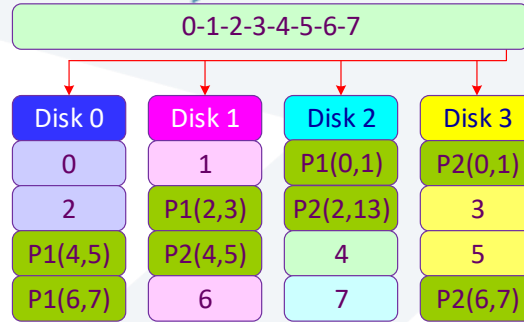 0-1-2-3-4-5-6-7
Disk 0 Disk 1 Disk 2 Disk 3
0 1 P1(0,1) P2(0,1)
2 P1(2,3) P2(2,13) 3
P1(4,5) P2(4,5) 4 5
P1(6,7) 6 7 P2(6,7)